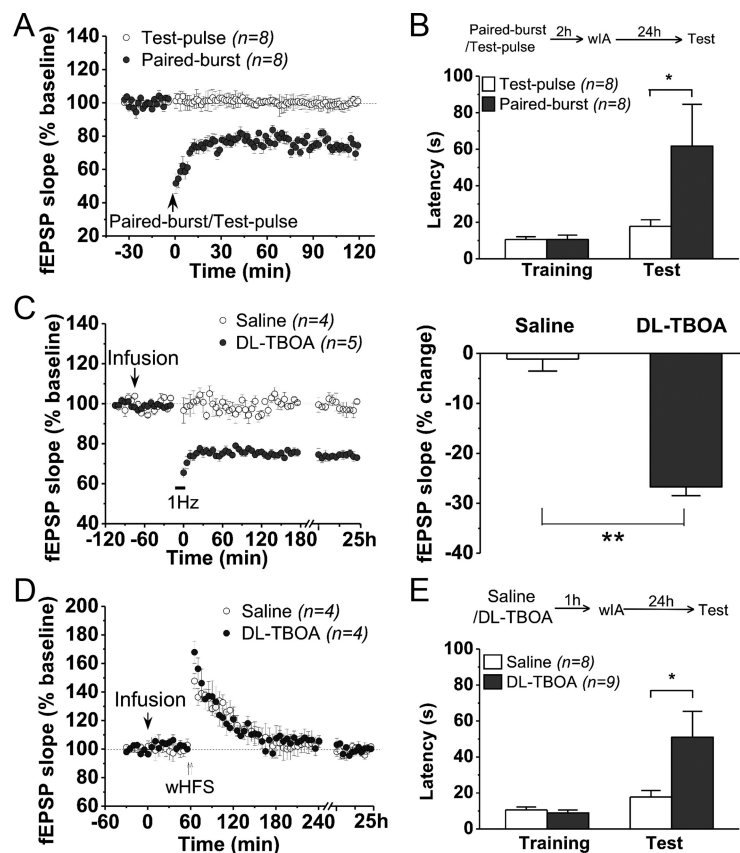 A
Test-pulse (n=8)
Paired-burst (n=8)
fEPSP slope (% baseline)
140
120
100
80
60
40
20
Paired-burst/Test-pulse
-30 0 30 60 90 120
Time (min)
B
Paired-burst
/Test-pulse
2h
wIA
24h
Test
Test-pulse (n=8)
Paired-burst (n=8)
*
Latency (s)
100
80
60
40
20
0
Training Test
C
Saline (n=4)
DL-TBOA (n=5)
Infusion
fEPSP slope (% baseline)
140
120
100
80
60
40
1Hz
-120 -60 0 60 120 180 25h
Time (min)
Saline DL-TBOA
fEPSP slope (% change)
0
-10
-20
-30
-40
**
D
Saline (n=4)
DL-TBOA (n=4)
Infusion
fEPSP slope (% baseline)
200
180
160
140
120
100
80
60
wHFS
-60 0 60 120 180 240 25h
Time (min)
E
Saline
/DL-TBOA
1h
wIA
24h
Test
Saline (n=8)
DL-TBOA (n=9)
*
Latency (s)
100
80
60
40
20
0
Training Test